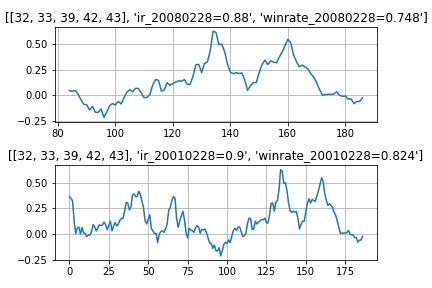 [[32, 33, 39, 42, 43], 'ir_20080228=0.88', 'winrate_20080228=0.748']
0.50
0.25
0.00
−0.25
80 100 120 140 160 180
[[32, 33, 39, 42, 43], 'ir_20010228=0.9', 'winrate_20010228=0.824']
0.50
0.25
0.00
−0.25
0 25 50 75 100 125 150 175